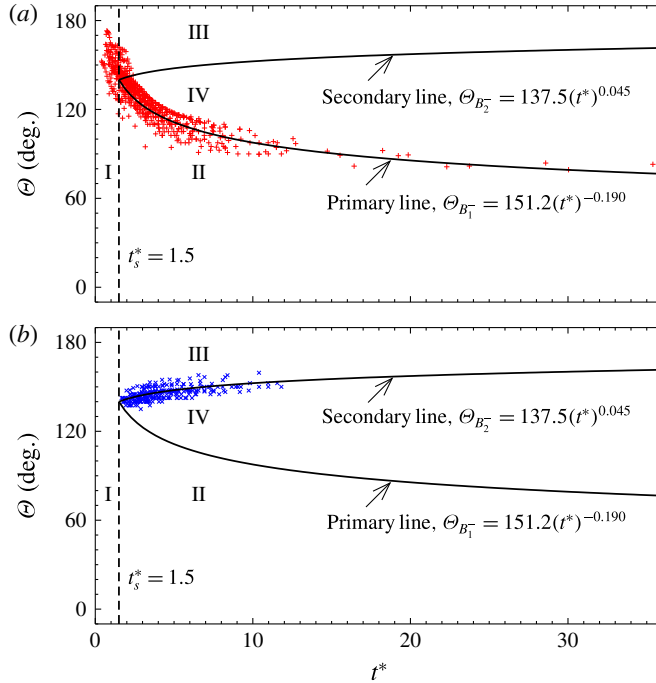 (a)
180
III
120
IV
Secondary line, Θ_{B_2^-} = 137.5(t*)^{0.045}
Θ (deg.)
I
II
60
Primary line, Θ_{B_1^-} = 151.2(t*)^{-0.190}
t_s^* = 1.5
0
(b)
180
III
IV
Secondary line, Θ_{B_2^-} = 137.5(t*)^{0.045}
120
Θ (deg.)
I
II
60
Primary line, Θ_{B_1^-} = 151.2(t*)^{-0.190}
t_s^* = 1.5
0
0 10 20 30
t*